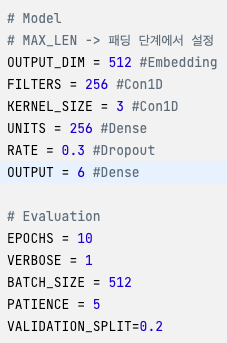 # Model
# MAX_LEN -> 패딩 단계에서 설정
OUTPUT_DIM = 512 #Embedding
FILTERS = 256 #Con1D
KERNEL_SIZE = 3 #Con1D
UNITS = 256 #Dense
RATE = 0.3 #Dropout
OUTPUT = 6 #Dense
# Evaluation
EPOCHS = 10
VERBOSE = 1
BATCH_SIZE = 512
PATIENCE = 5
VALIDATION_SPLIT=0.2